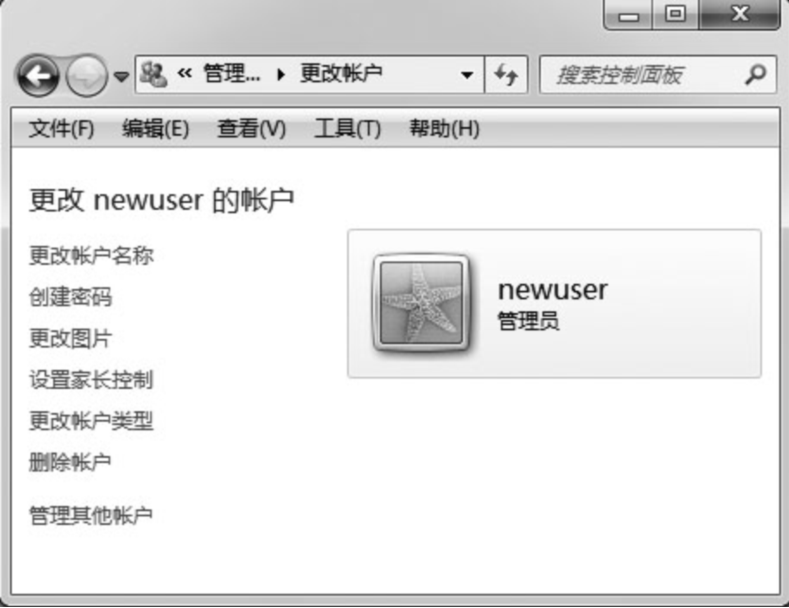 « 管理... ▸ 更改帐户
搜索控制面板
文件(F) 编辑(E) 查看(V) 工具(T) 帮助(H)
更改 newuser 的帐户
更改帐户名称
创建密码
更改图片
设置家长控制
更改帐户类型
删除帐户
管理其他帐户
newuser
管理员